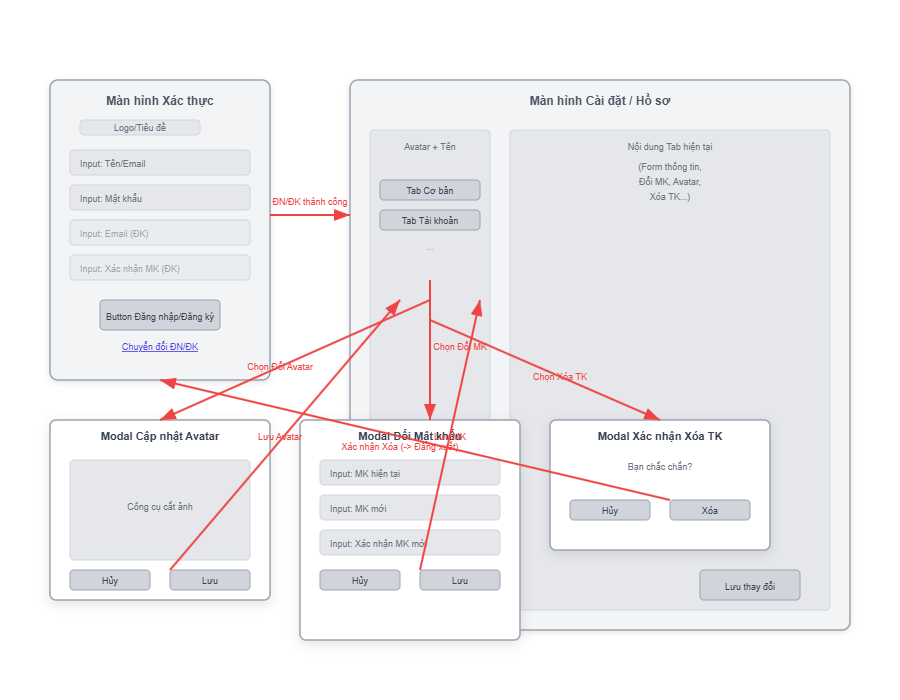 Màn hình Xác thực
Logo/Tiêu đề
Input: Tên/Email
Input: Mật khẩu
Input: Email (ĐK)
Input: Xác nhận MK (ĐK)
Button Đăng nhập/Đăng ký
Chuyển đổi ĐN/ĐK
ĐN/ĐK thành công
Màn hình Cài đặt / Hồ sơ
Avatar + Tên
Tab Cơ bản
Tab Tài khoản
...
Nội dung Tab hiện tại
(Form thông tin,
Đổi MK, Avatar,
Xóa TK...)
Chọn Đổi MK
Chọn Đổi Avatar
Chọn Xóa TK
Modal Cập nhật Avatar
Công cụ cắt ảnh
Hủy
Lưu
Lưu Avatar
Modal Đổi Mật khẩu
Lưu MK
Xác nhận Xóa (-> Đăng xuất)
Input: MK hiện tại
Input: MK mới
Input: Xác nhận MK mới
Hủy
Lưu
Modal Xác nhận Xóa TK
Bạn chắc chắn?
Hủy
Xóa
Lưu thay đổi